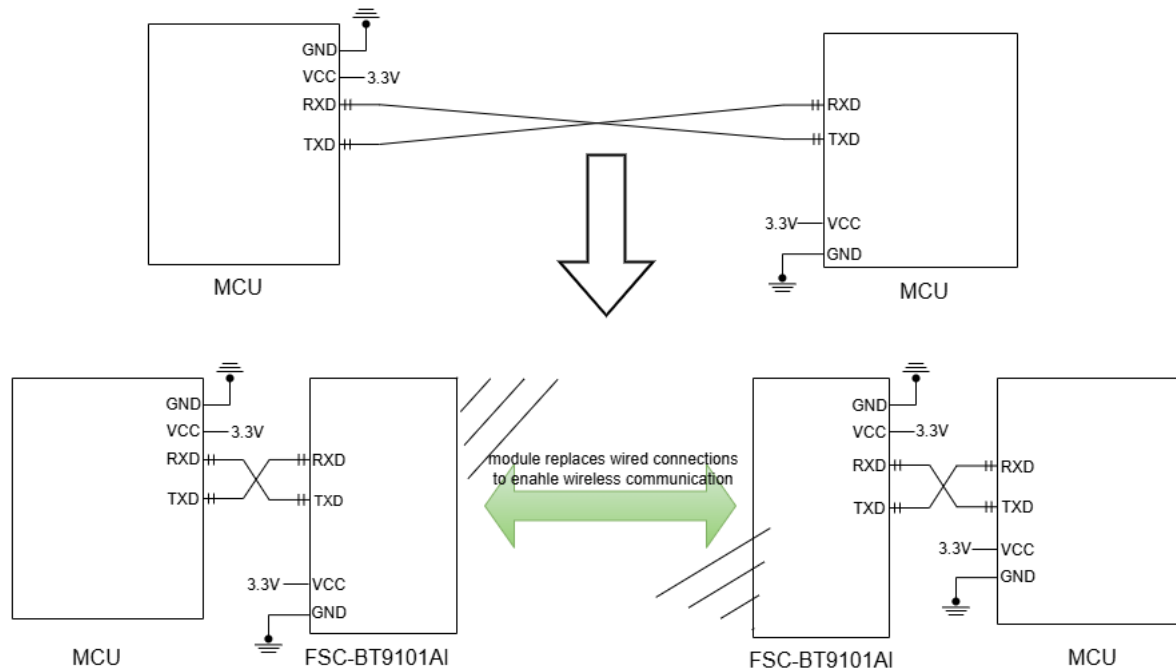 GND
VCC 3.3V
RXD
TXD
MCU
RXD
TXD
3.3V VCC
GND
MCU
GND
VCC 3.3V
RXD
TXD
MCU
RXD
TXD
3.3V VCC
GND
FSC-BT9101AI
module replaces wired connections
to enable wireless communication
GND
VCC 3.3V
RXD
TXD
FSC-BT9101AI
RXD
TXD
3.3V VCC
GND
MCU